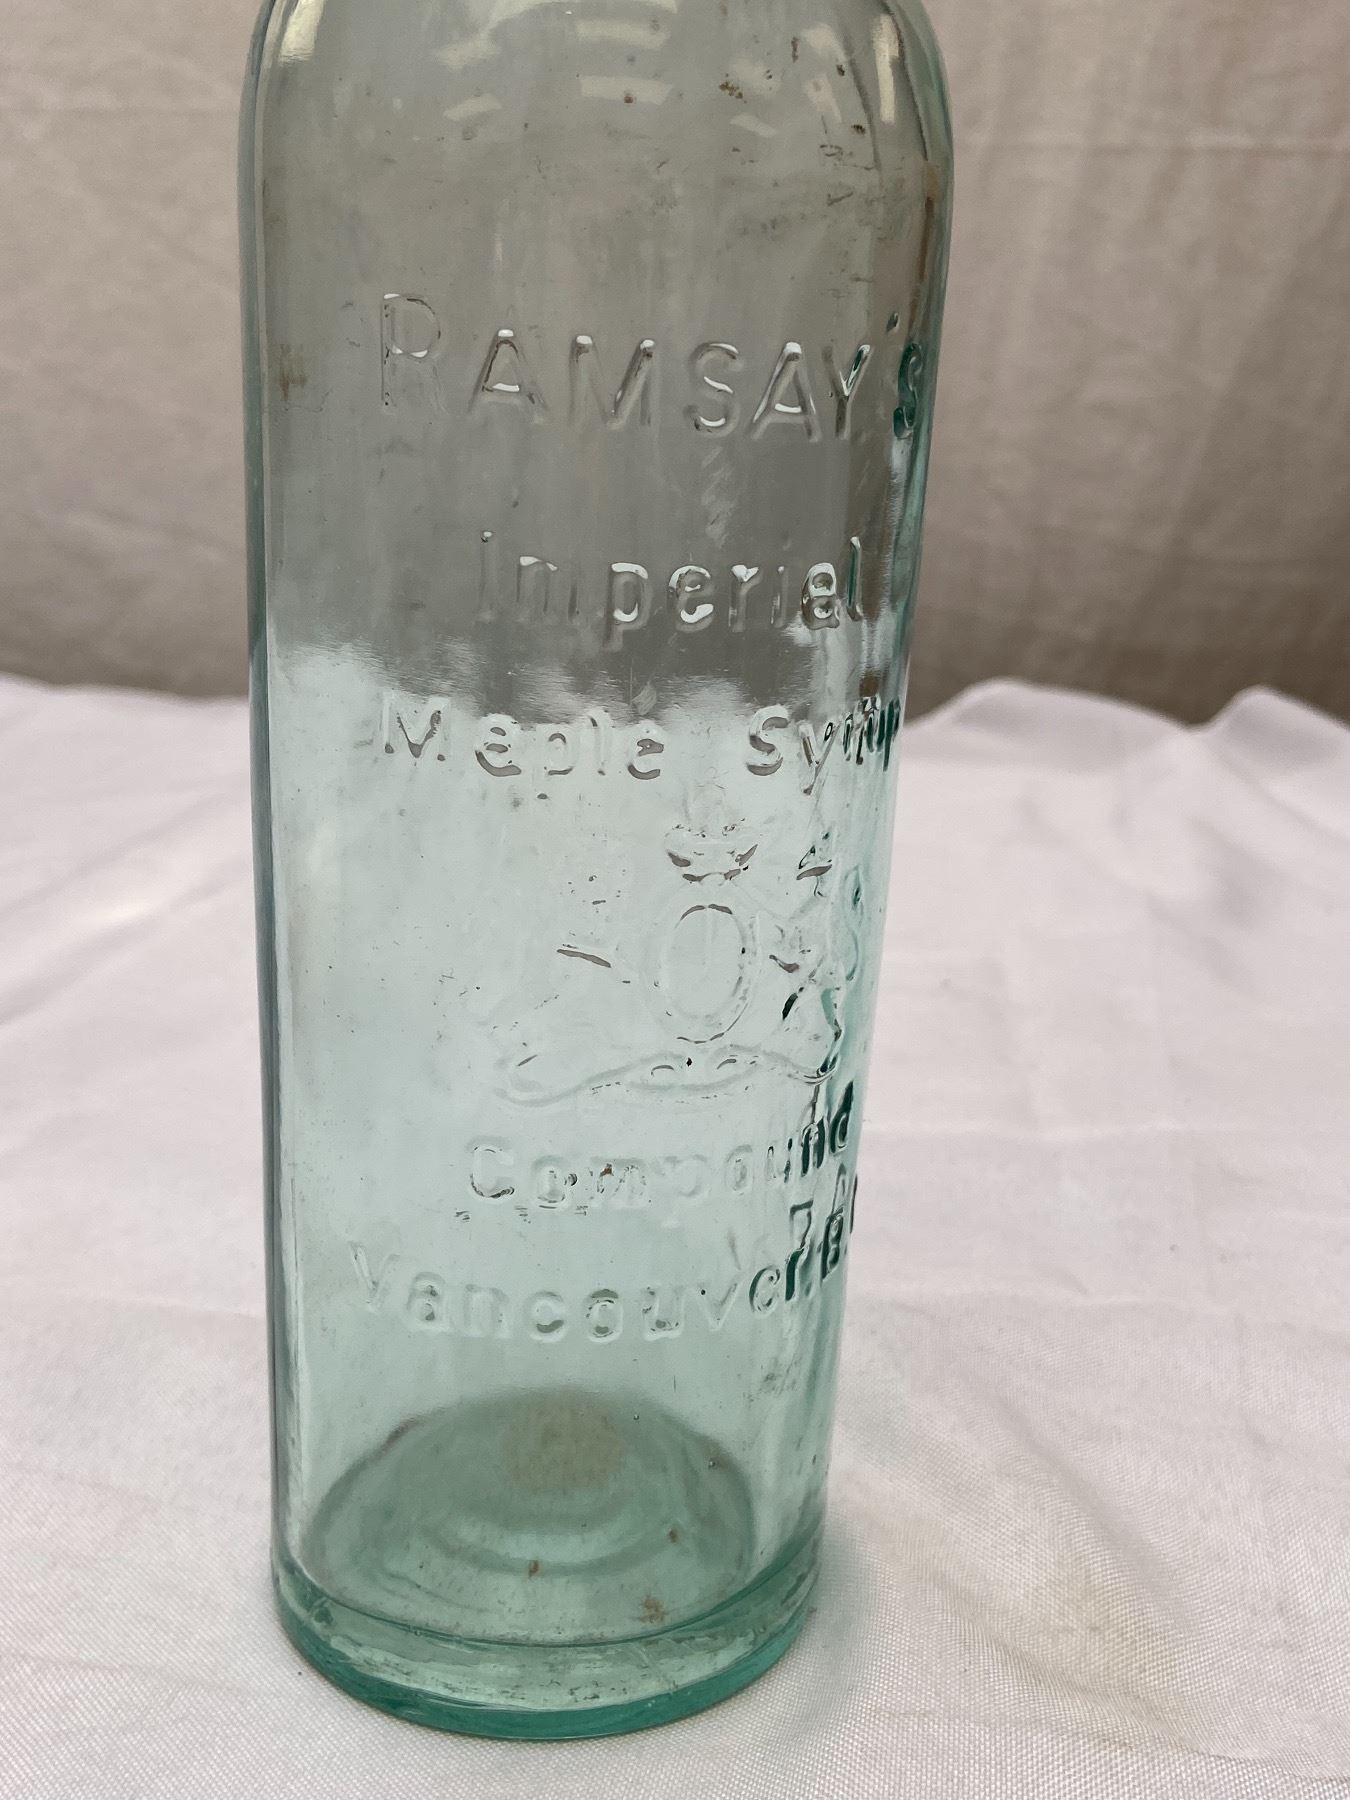 RAMSAY'S
Imperial
Maple Syrup
Compound
Vancouver. B.